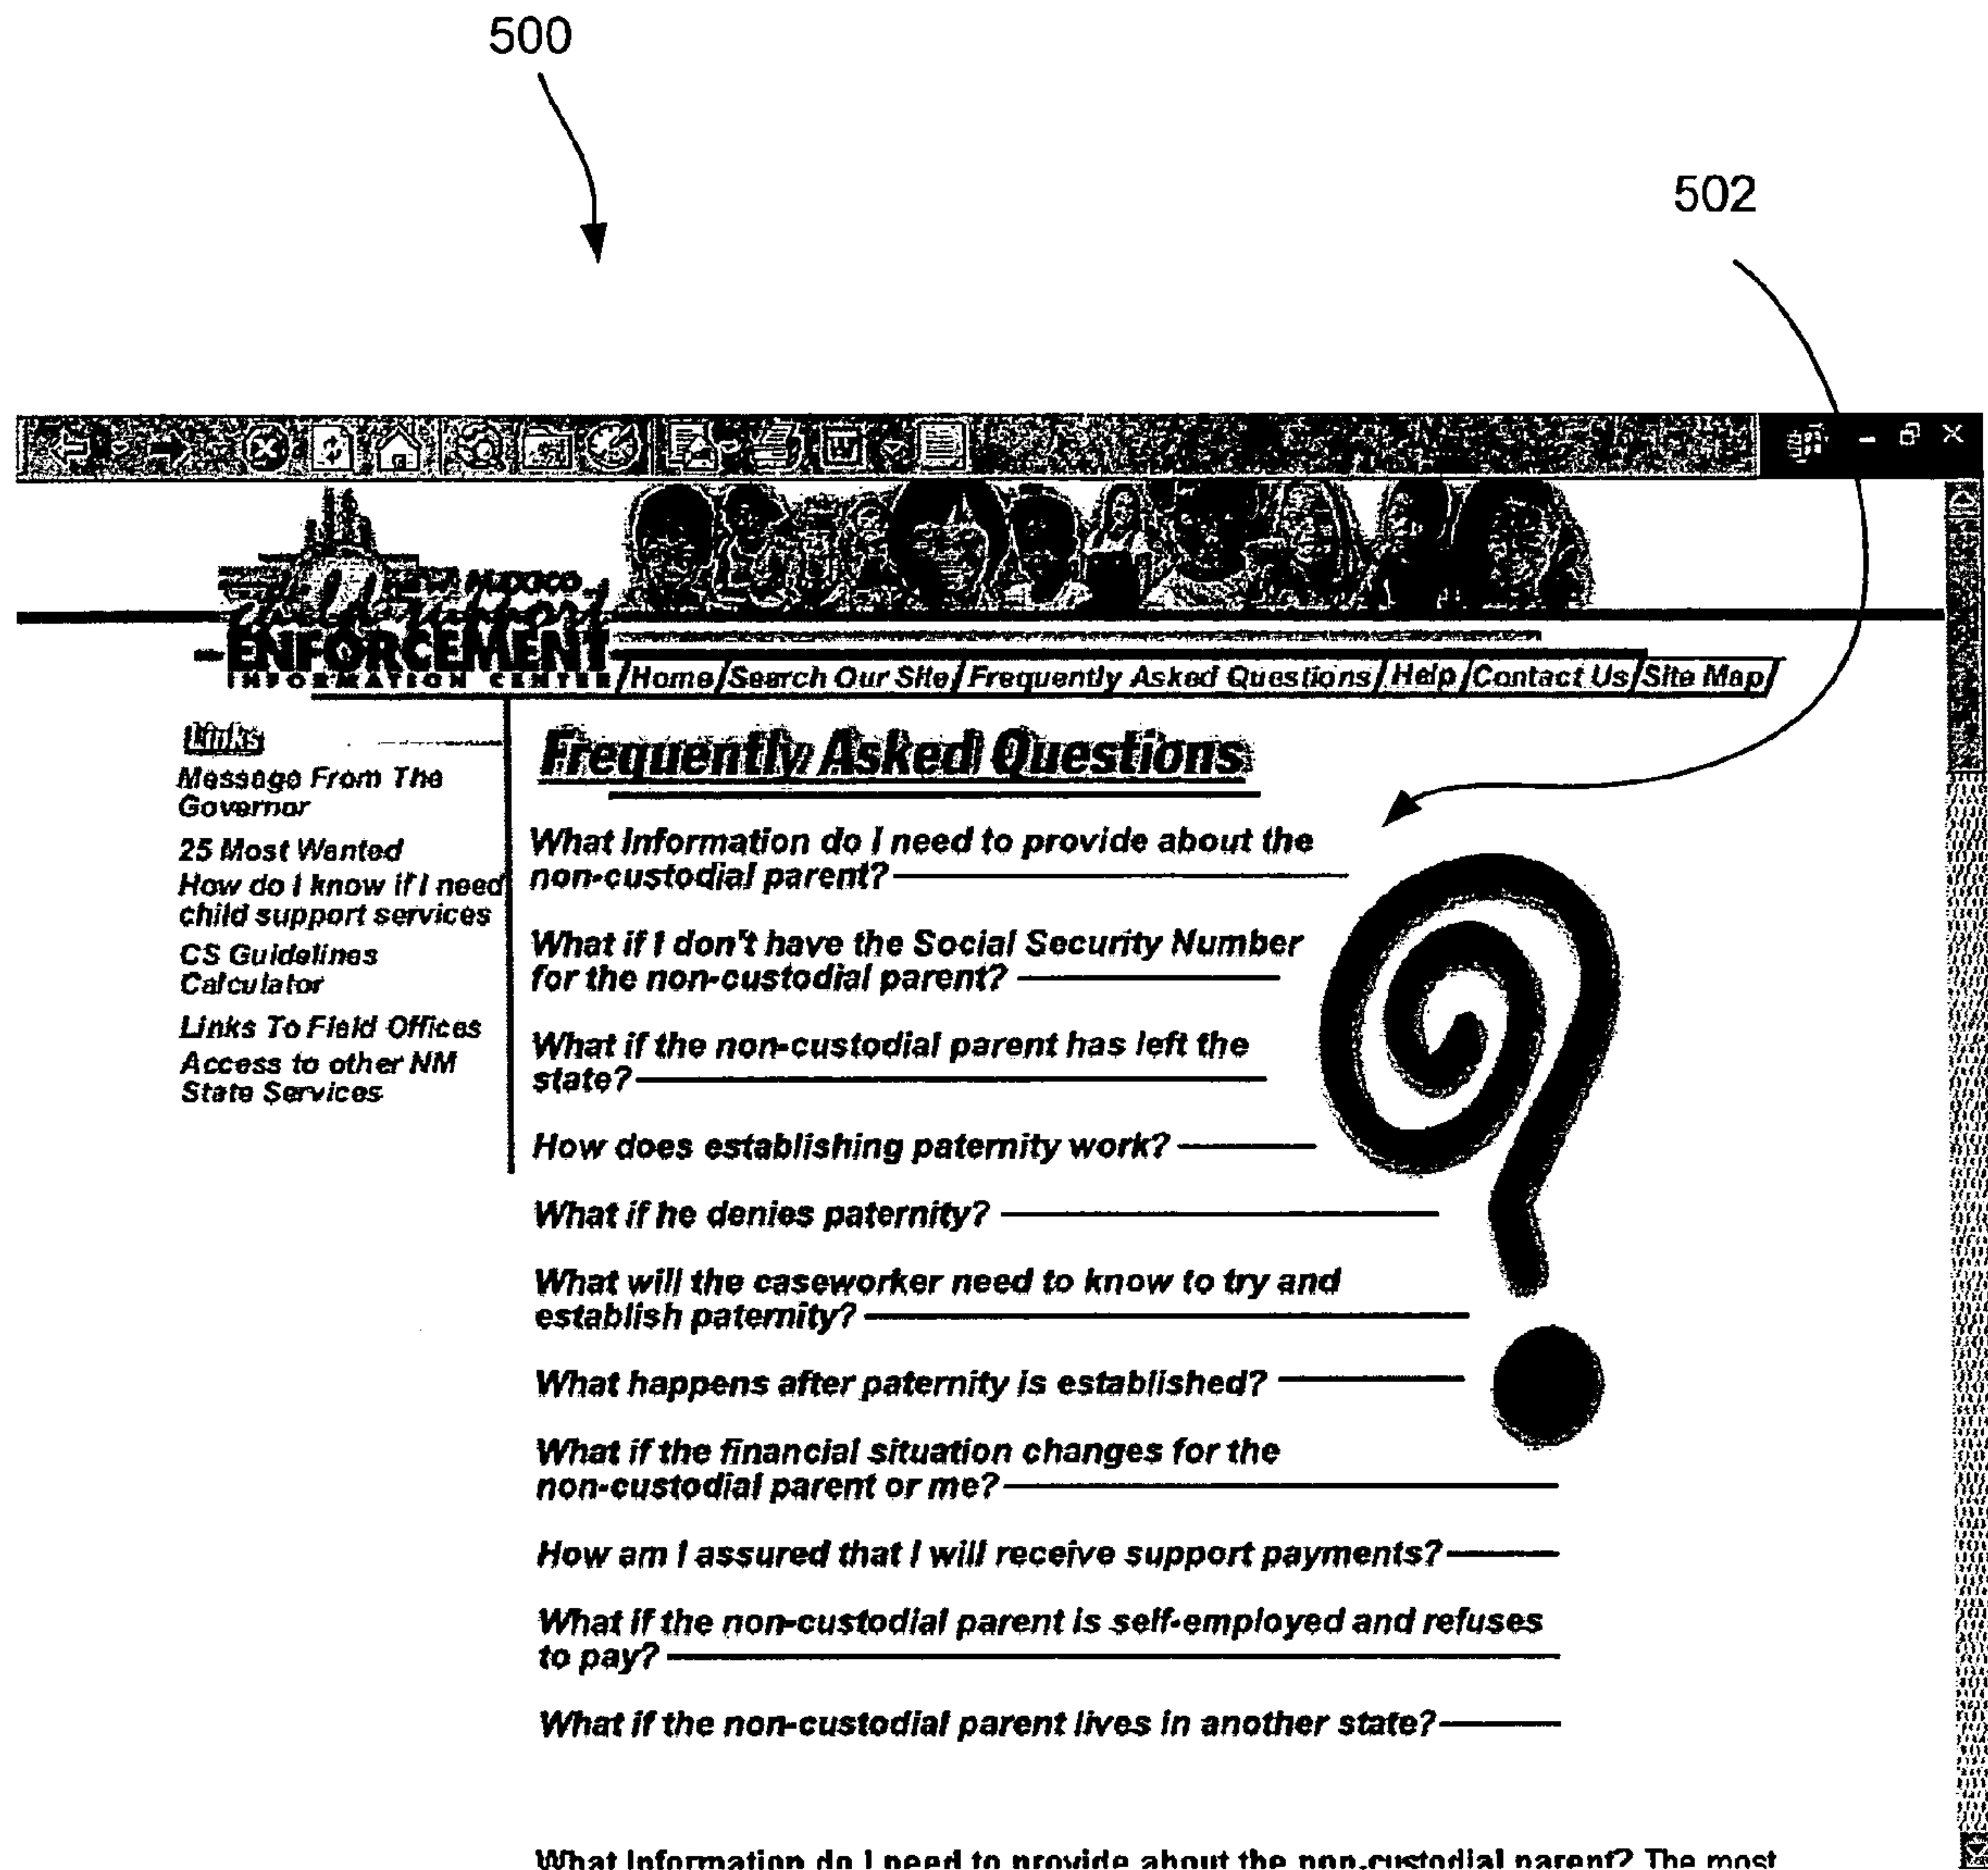 500
502
NEW MEXICO
child support
ENFORCEMENT
INFORMATION CENTER
Home/Search Our Site/Frequently Asked Questions/Help/Contact Us/Site Map/
Links
Message From The
Governor
25 Most Wanted
How do I know if I need
child support services
CS Guidelines
Calculator
Links To Field Offices
Access to other NM
State Services
Frequently Asked Questions
What Information do I need to provide about the
non-custodial parent?
What if I don't have the Social Security Number
for the non-custodial parent?
What if the non-custodial parent has left the
state?
How does establishing paternity work?
What if he denies paternity?
What will the caseworker need to know to try and
establish paternity?
What happens after paternity is established?
What if the financial situation changes for the
non-custodial parent or me?
How am I assured that I will receive support payments?
What if the non-custodial parent is self-employed and refuses
to pay?
What if the non-custodial parent lives in another state?
What Information do I need to provide about the non-custodial parent? The most